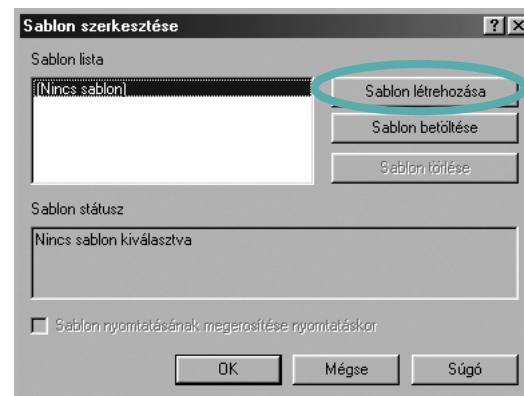 Sablon szerkesztése
Sablon lista
(Nincs sablon)
Sablon létrehozása
Sablon betöltése
Sablon törlése
Sablon státusz
Nincs sablon kiválasztva
Sablon nyomtatásának megerosítése nyomtatáskor
OK
Mégse
Súgó